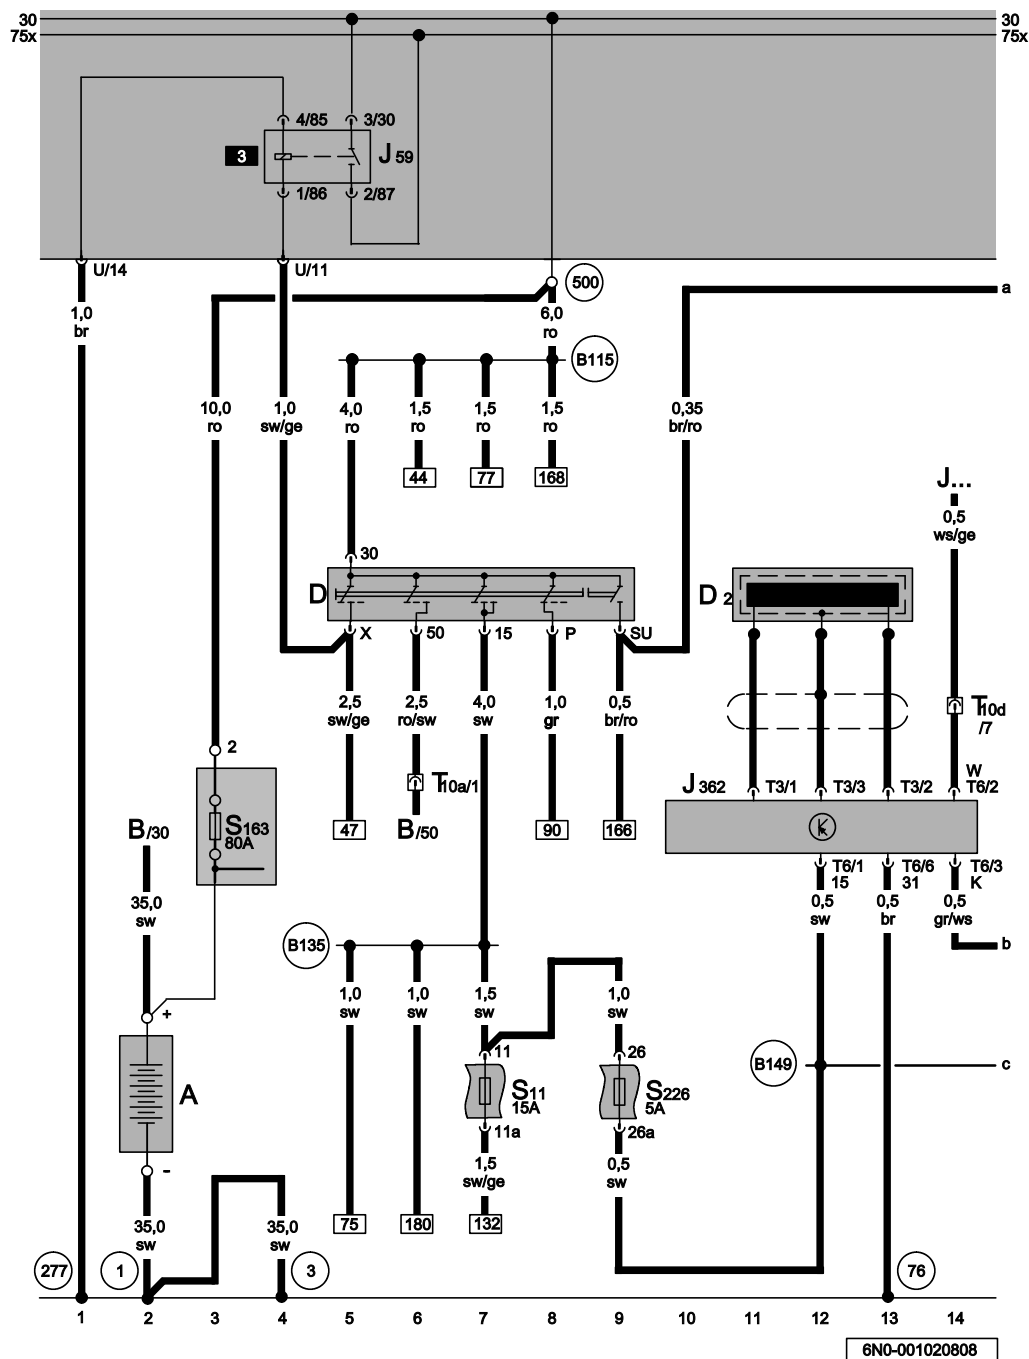 30 30
75x 75x
4/85 3/30
3 J 59
1/86 2/87
U/14 U/11
500
a
1,0 6,0
br ro
B115
10,0 1,0 4,0 1,5 1,5 1,5 0,35
ro sw/ge ro ro ro ro br/ro
44 77 168
J...
0,5
ws/ge
30
D D 2
X 50 15 P SU
2,5 2,5 4,0 1,0 0,5
sw/ge ro/sw sw gr br/ro
T10d
/7
2
W
T10a/1
J 362 T3/1 T3/3 T3/2 T6/2
B/30 S163 47 B/50 90 166
80A
T6/1 T6/6 T6/3
15 31 K
35,0 0,5 0,5 0,5
sw sw br gr/ws
B135 b
1,0 1,0 1,5 1,0
sw sw sw sw
+
11 26
B149 c
A S11 S226
15A 5A
11a 26a
- 1,5 0,5
sw/ge sw
35,0 35,0 75 180 132
sw sw
277 1 3 76
1 2 3 4 5 6 7 8 9 10 11 12 13 14
6N0-001020808